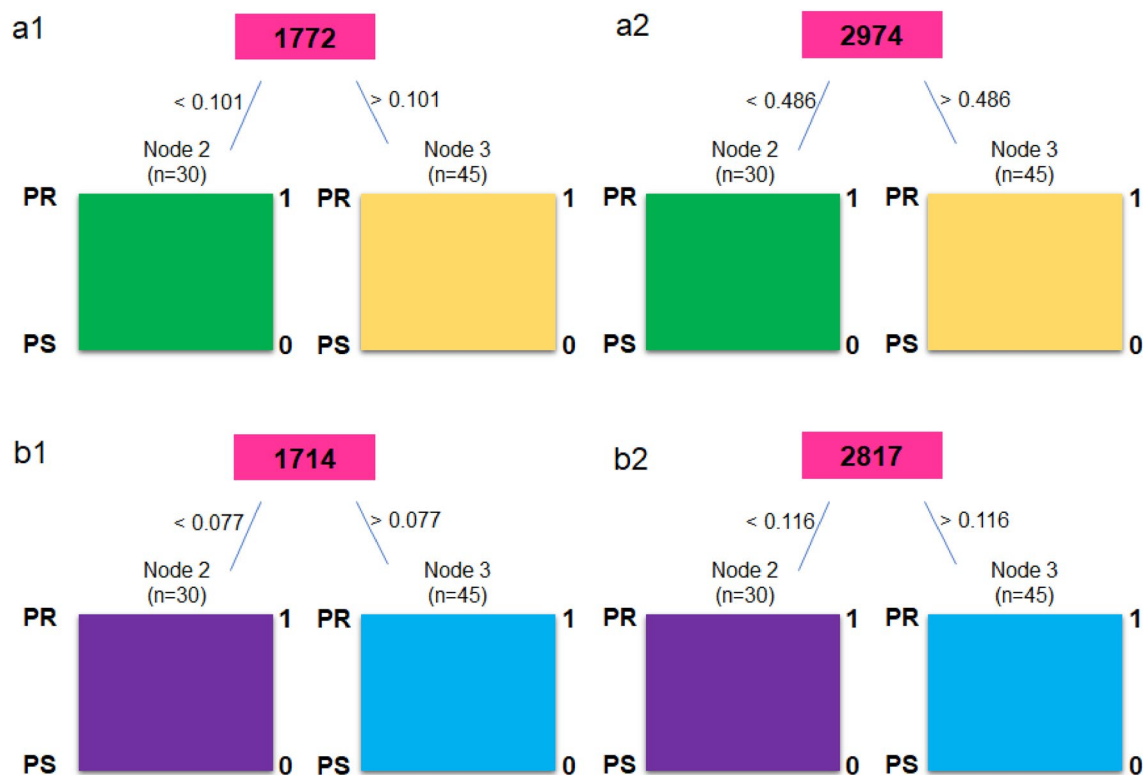 a1
1772
< 0.101
> 0.101
Node 2
(n=30)
Node 3
(n=45)
PR
1
PR
1
PS
0
PS
0
a2
2974
< 0.486
> 0.486
Node 2
(n=30)
Node 3
(n=45)
PR
1
PR
1
PS
0
PS
0
b1
1714
< 0.077
> 0.077
Node 2
(n=30)
Node 3
(n=45)
PR
1
PR
1
PS
0
PS
0
b2
2817
< 0.116
> 0.116
Node 2
(n=30)
Node 3
(n=45)
PR
1
PR
1
PS
0
PS
0